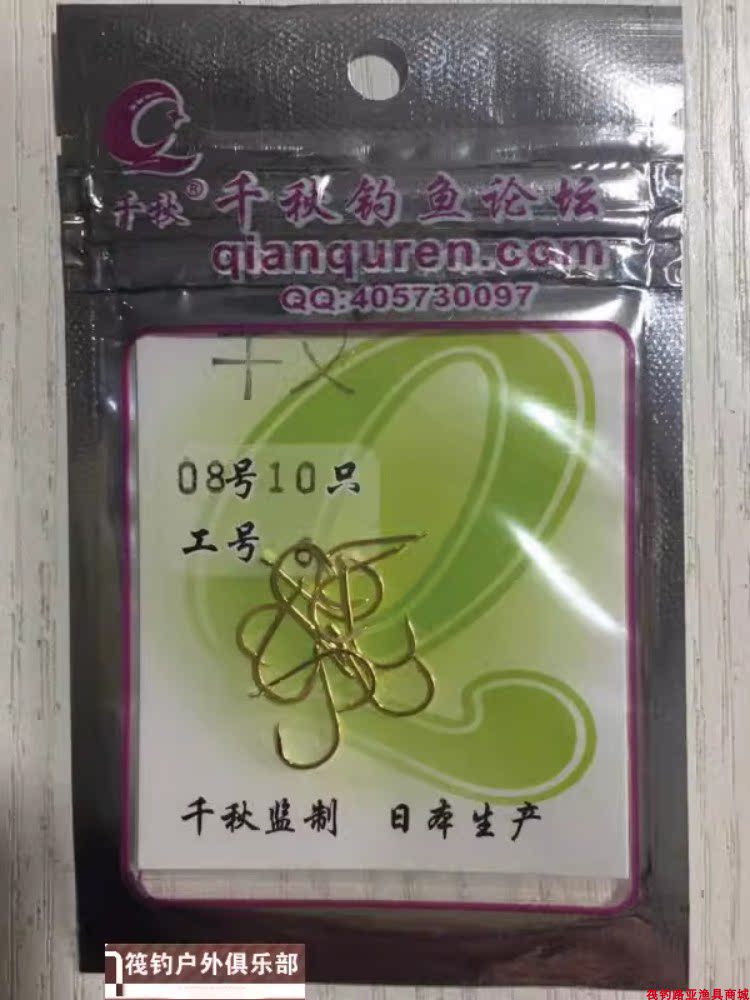 千秋®
千秋钓鱼论坛
qianquren.com
QQ:405730097
08号10只
工号
千秋监制 日本生产
筏钓户外俱乐部
筏钓路亚渔具商城